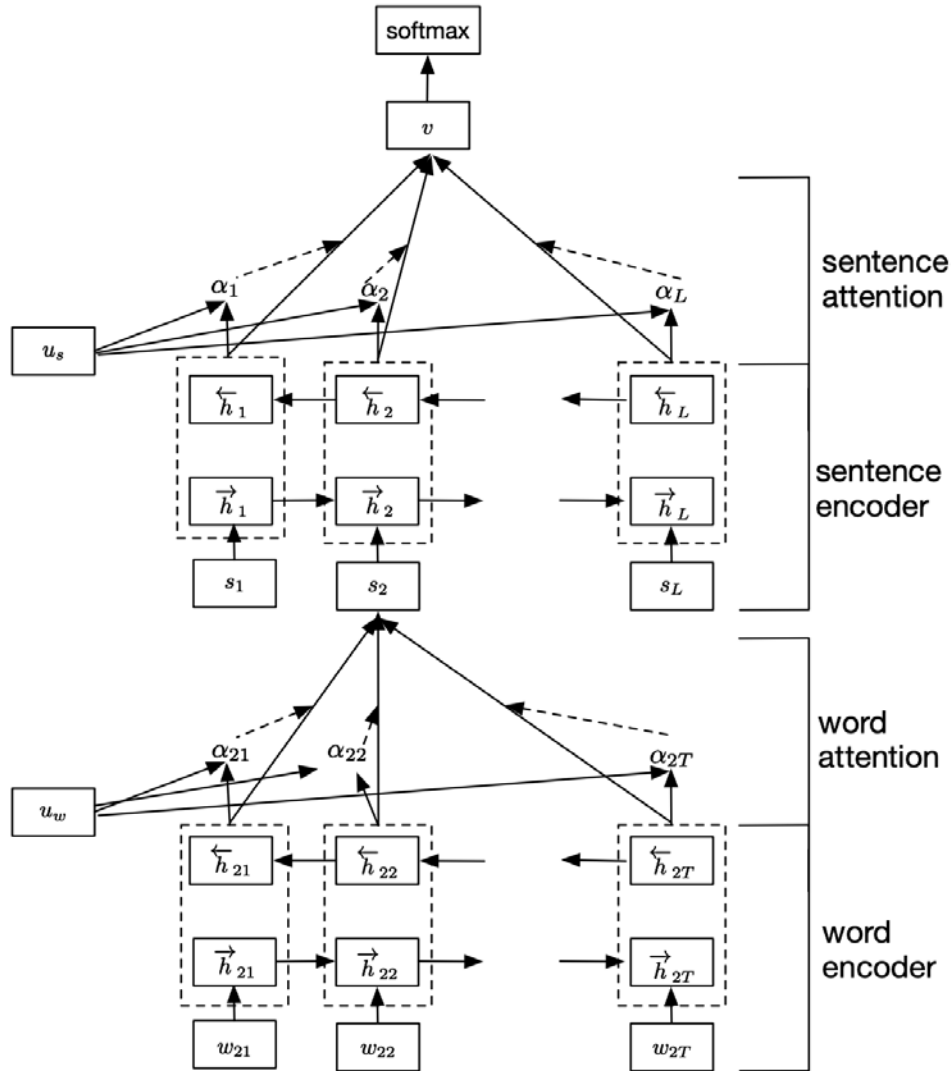 softmax
v
sentence
attention
α1 α2 αL
us
←h1 ←h2 ←hL
sentence
encoder
→h1 →h2 →hL
s1 s2 sL
word
attention
α21 α22 α2T
uw
←h21 ←h22 ←h2T
word
encoder
→h21 →h22 →h2T
w21 w22 w2T